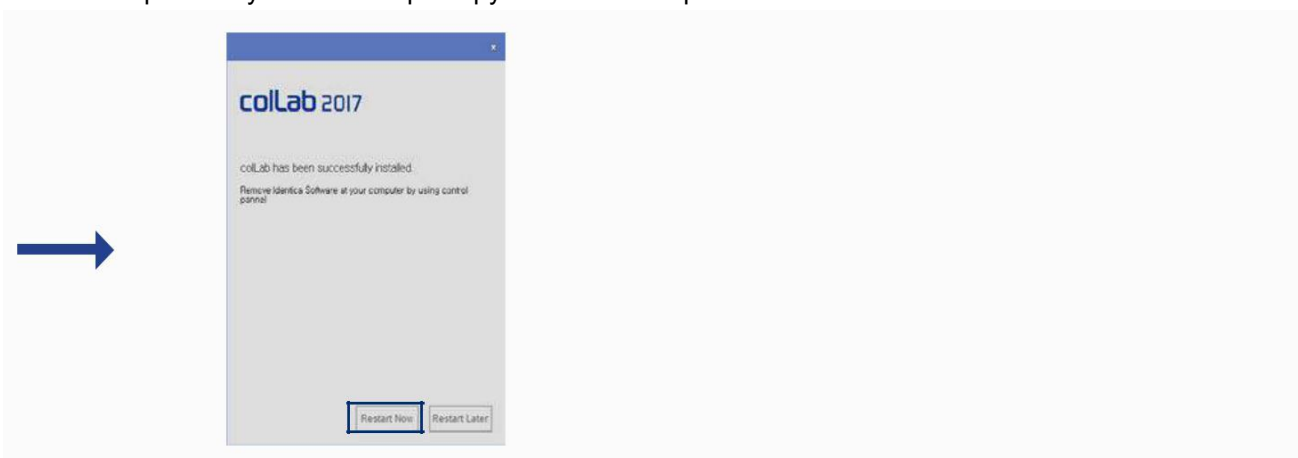 colLab 2017
colLab has been successfully installed.
Remove Identica Software at your computer by using control
pannel
Restart Now Restart Later